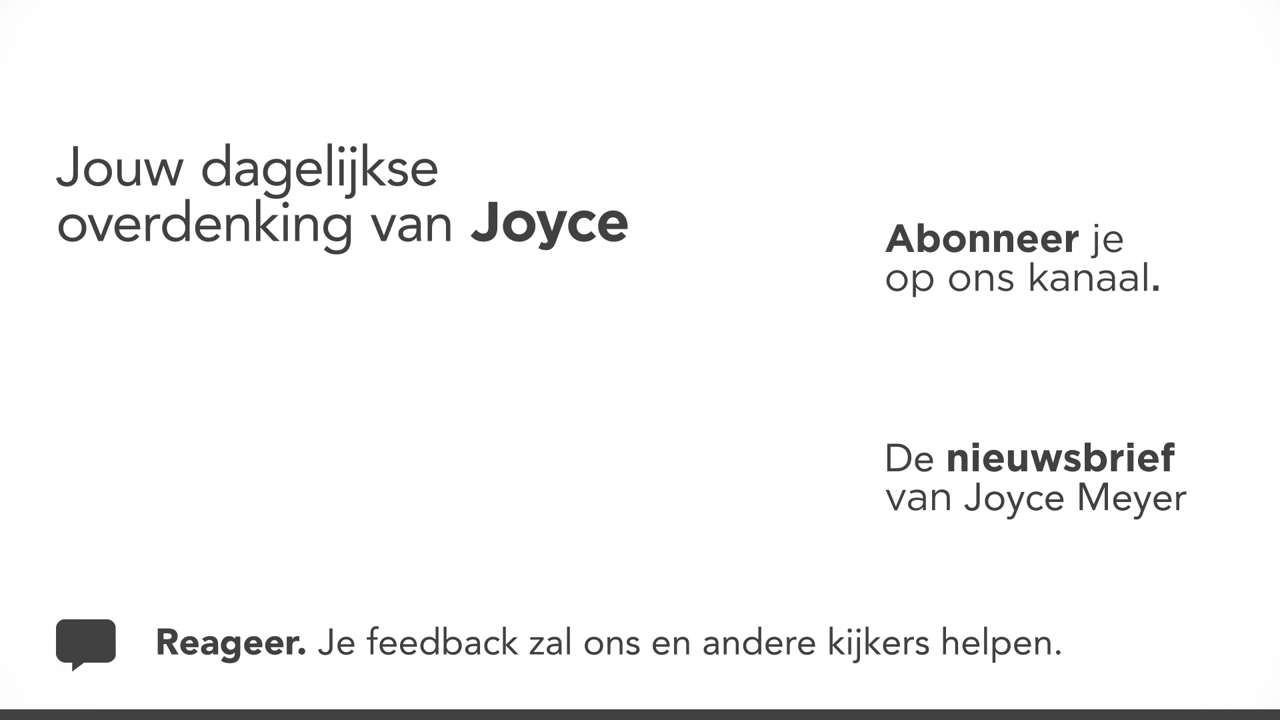 Jouw dagelijkse
overdenking van Joyce
Abonneer je
op ons kanaal.
De nieuwsbrief
van Joyce Meyer
Reageer. Je feedback zal ons en andere kijkers helpen.